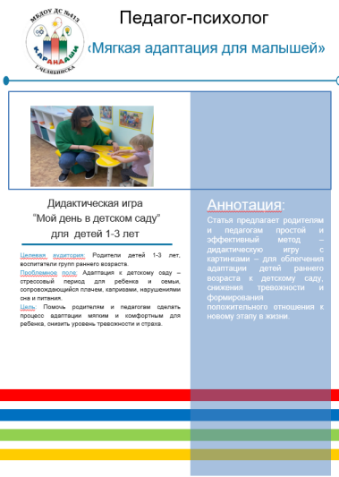 МБДОУ ДС №413
КАРАНДАШИ
Г.ЧЕЛЯБИНСКА
Педагог-психолог
«Мягкая адаптация для малышей»
Дидактическая игра
"Мой день в детском саду"
для детей 1-3 лет
Целевая аудитория: Родители детей 1-3 лет,
воспитатели групп раннего возраста.
Проблемное поле: Адаптация к детскому саду –
стрессовый период для ребенка и семьи,
сопровождающийся плачем, капризами, нарушениями
сна и питания.
Цель: Помочь родителям и педагогам сделать
процесс адаптации мягким и комфортным для
ребенка, снизить уровень тревожности и страха.
Аннотация:
Статья предлагает родителям
и педагогам простой и
эффективный метод –
дидактическую игру с
картинками – для облегчения
адаптации детей раннего
возраста к детскому саду,
снижения тревожности и
формирования
положительного отношения к
новому этапу в жизни.